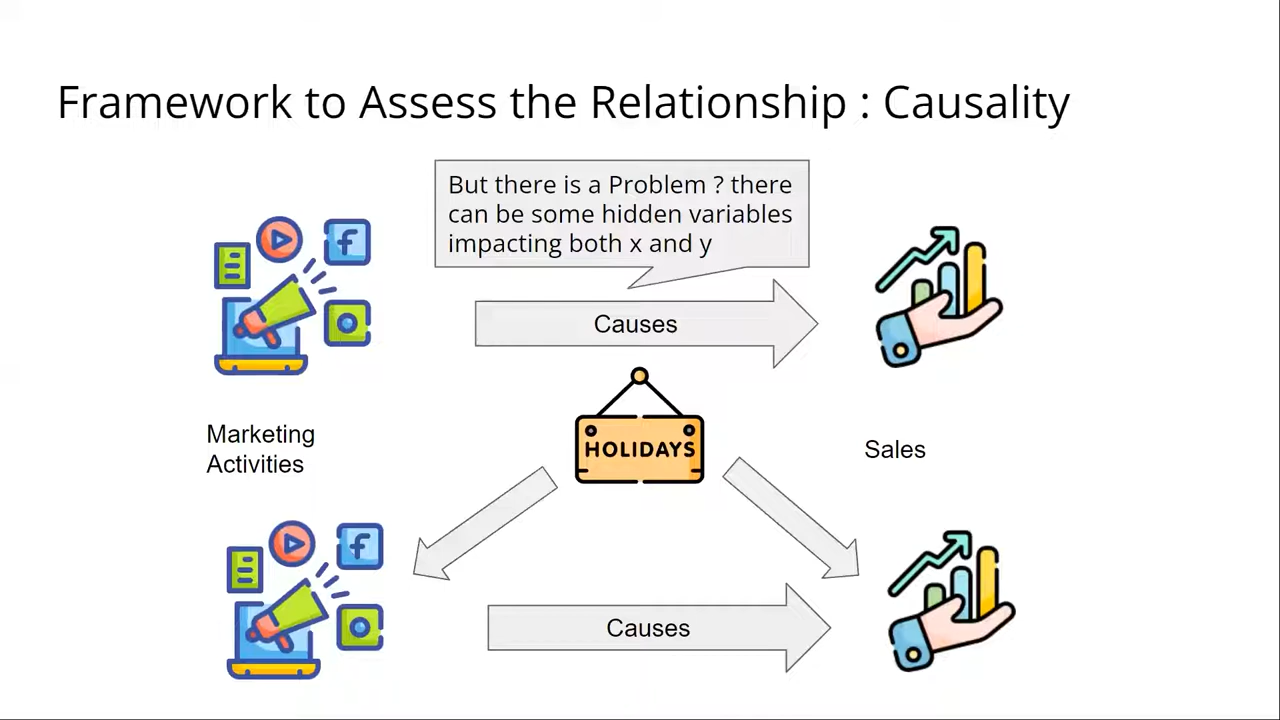 Framework to Assess the Relationship : Causality
But there is a Problem ? there
can be some hidden variables
impacting both x and y
Causes
HOLIDAYS
Marketing
Activities
Sales
Causes